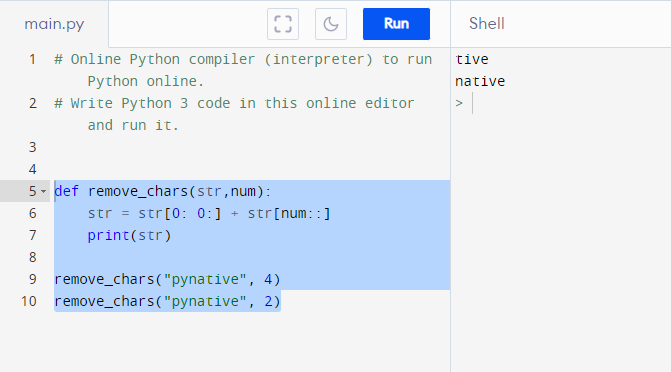 main.py
Run
Shell
1 # Online Python compiler (interpreter) to run
Python online.
2 # Write Python 3 code in this online editor
and run it.
3
4
5 def remove_chars(str,num):
6 str = str[0: 0:] + str[num::]
7 print(str)
8
9 remove_chars("pynative", 4)
10 remove_chars("pynative", 2)
tive
native
>